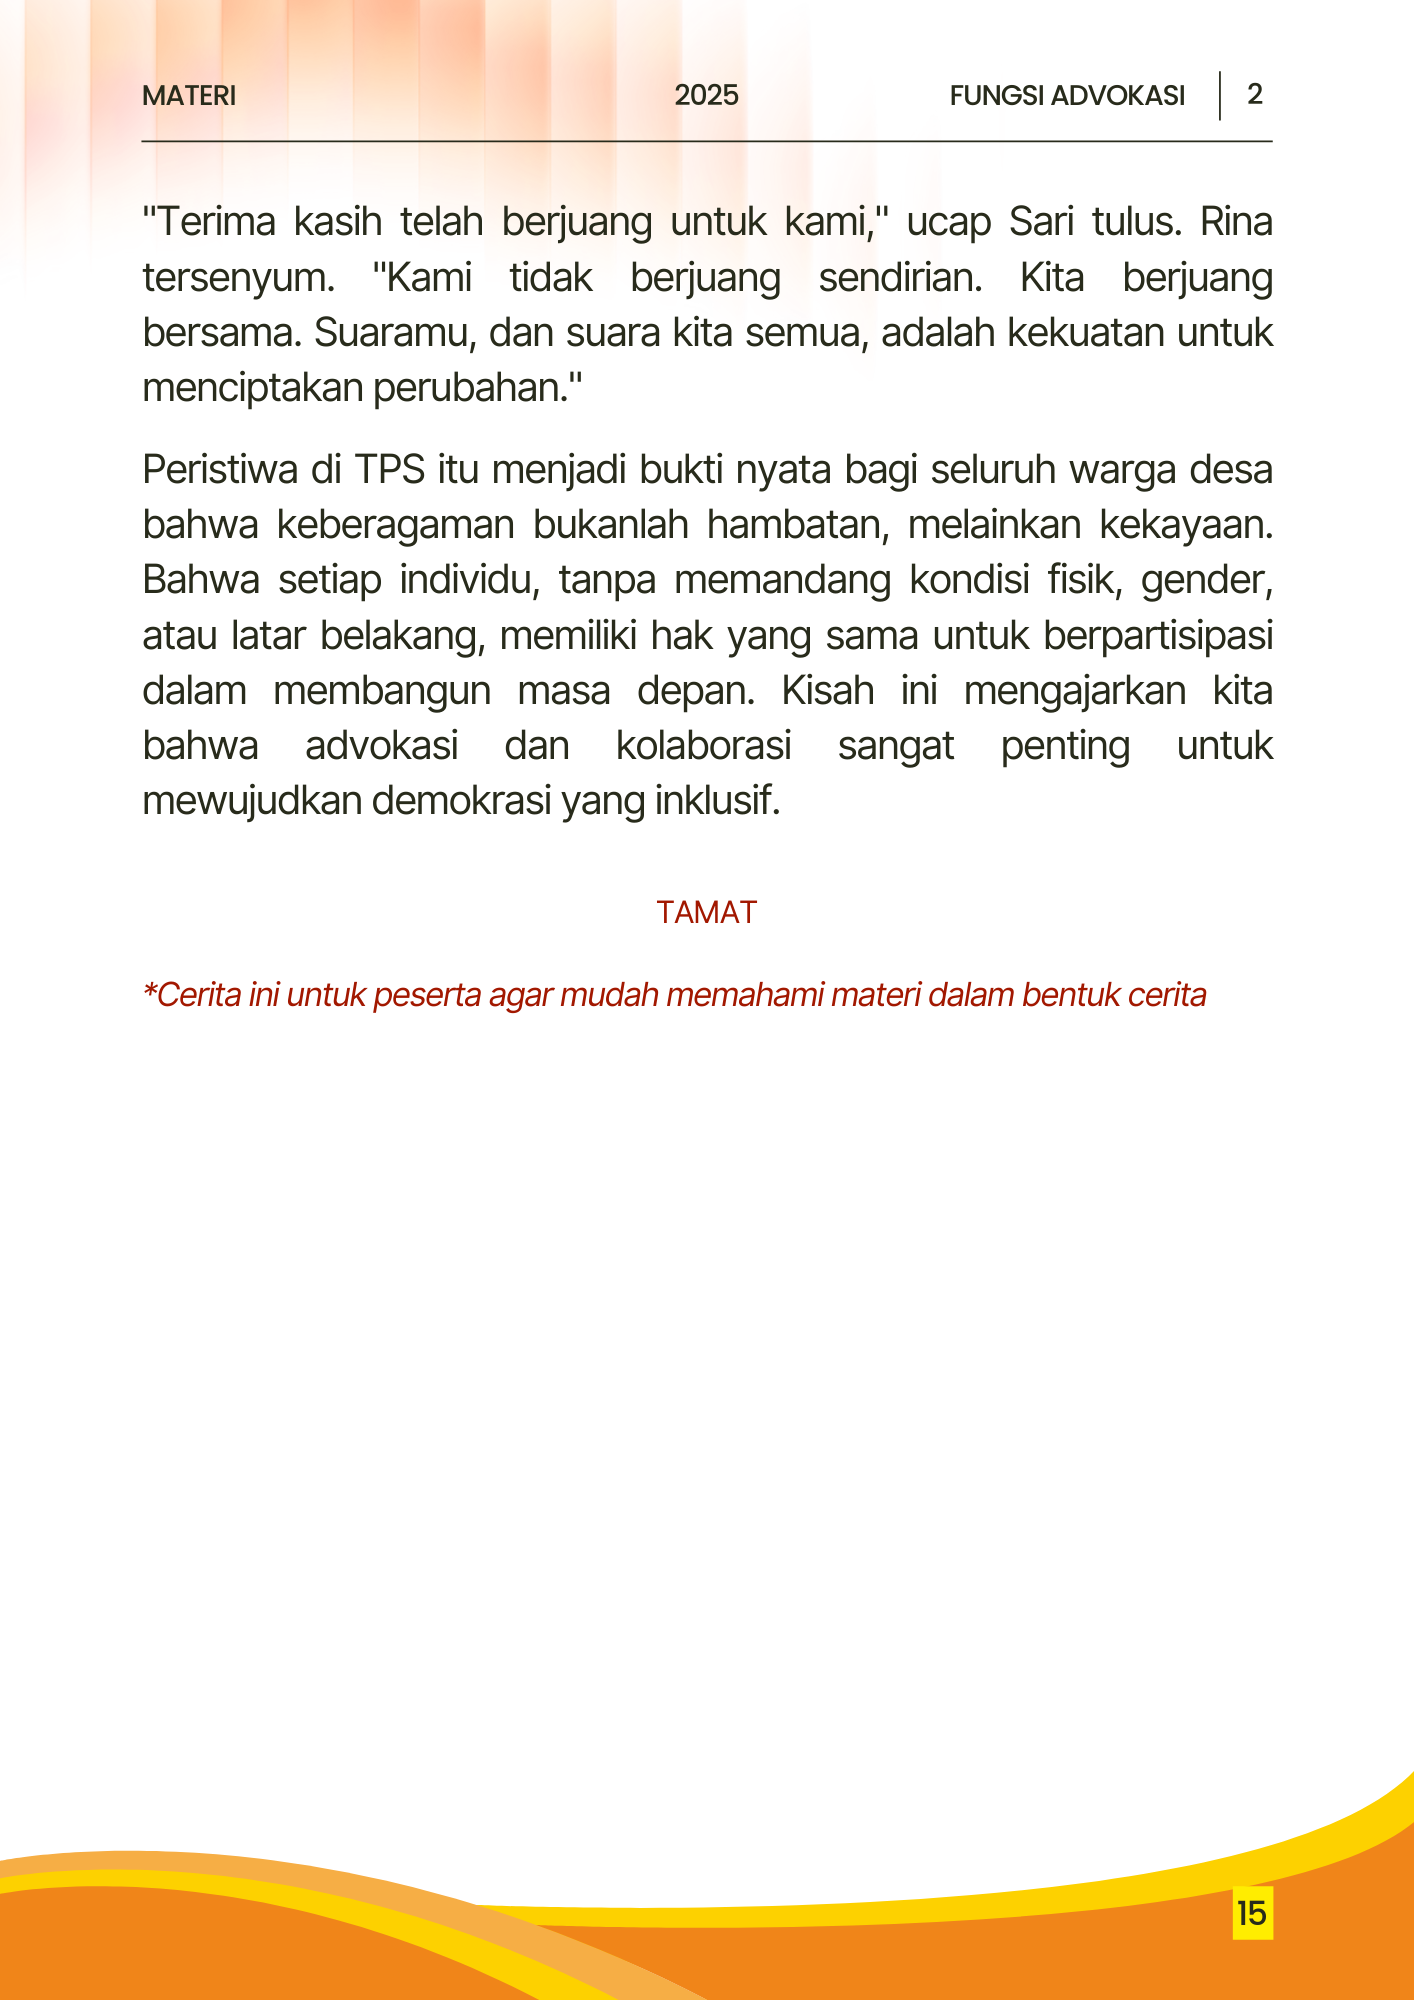 MATERI 2025 FUNGSI ADVOKASI 2
"Terima kasih telah berjuang untuk kami," ucap Sari tulus. Rina
tersenyum. "Kami tidak berjuang sendirian. Kita berjuang
bersama. Suaramu, dan suara kita semua, adalah kekuatan untuk
menciptakan perubahan."
Peristiwa di TPS itu menjadi bukti nyata bagi seluruh warga desa
bahwa keberagaman bukanlah hambatan, melainkan kekayaan.
Bahwa setiap individu, tanpa memandang kondisi fisik, gender,
atau latar belakang, memiliki hak yang sama untuk berpartisipasi
dalam membangun masa depan. Kisah ini mengajarkan kita
bahwa advokasi dan kolaborasi sangat penting untuk
mewujudkan demokrasi yang inklusif.
TAMAT
*Cerita ini untuk peserta agar mudah memahami materi dalam bentuk cerita
15